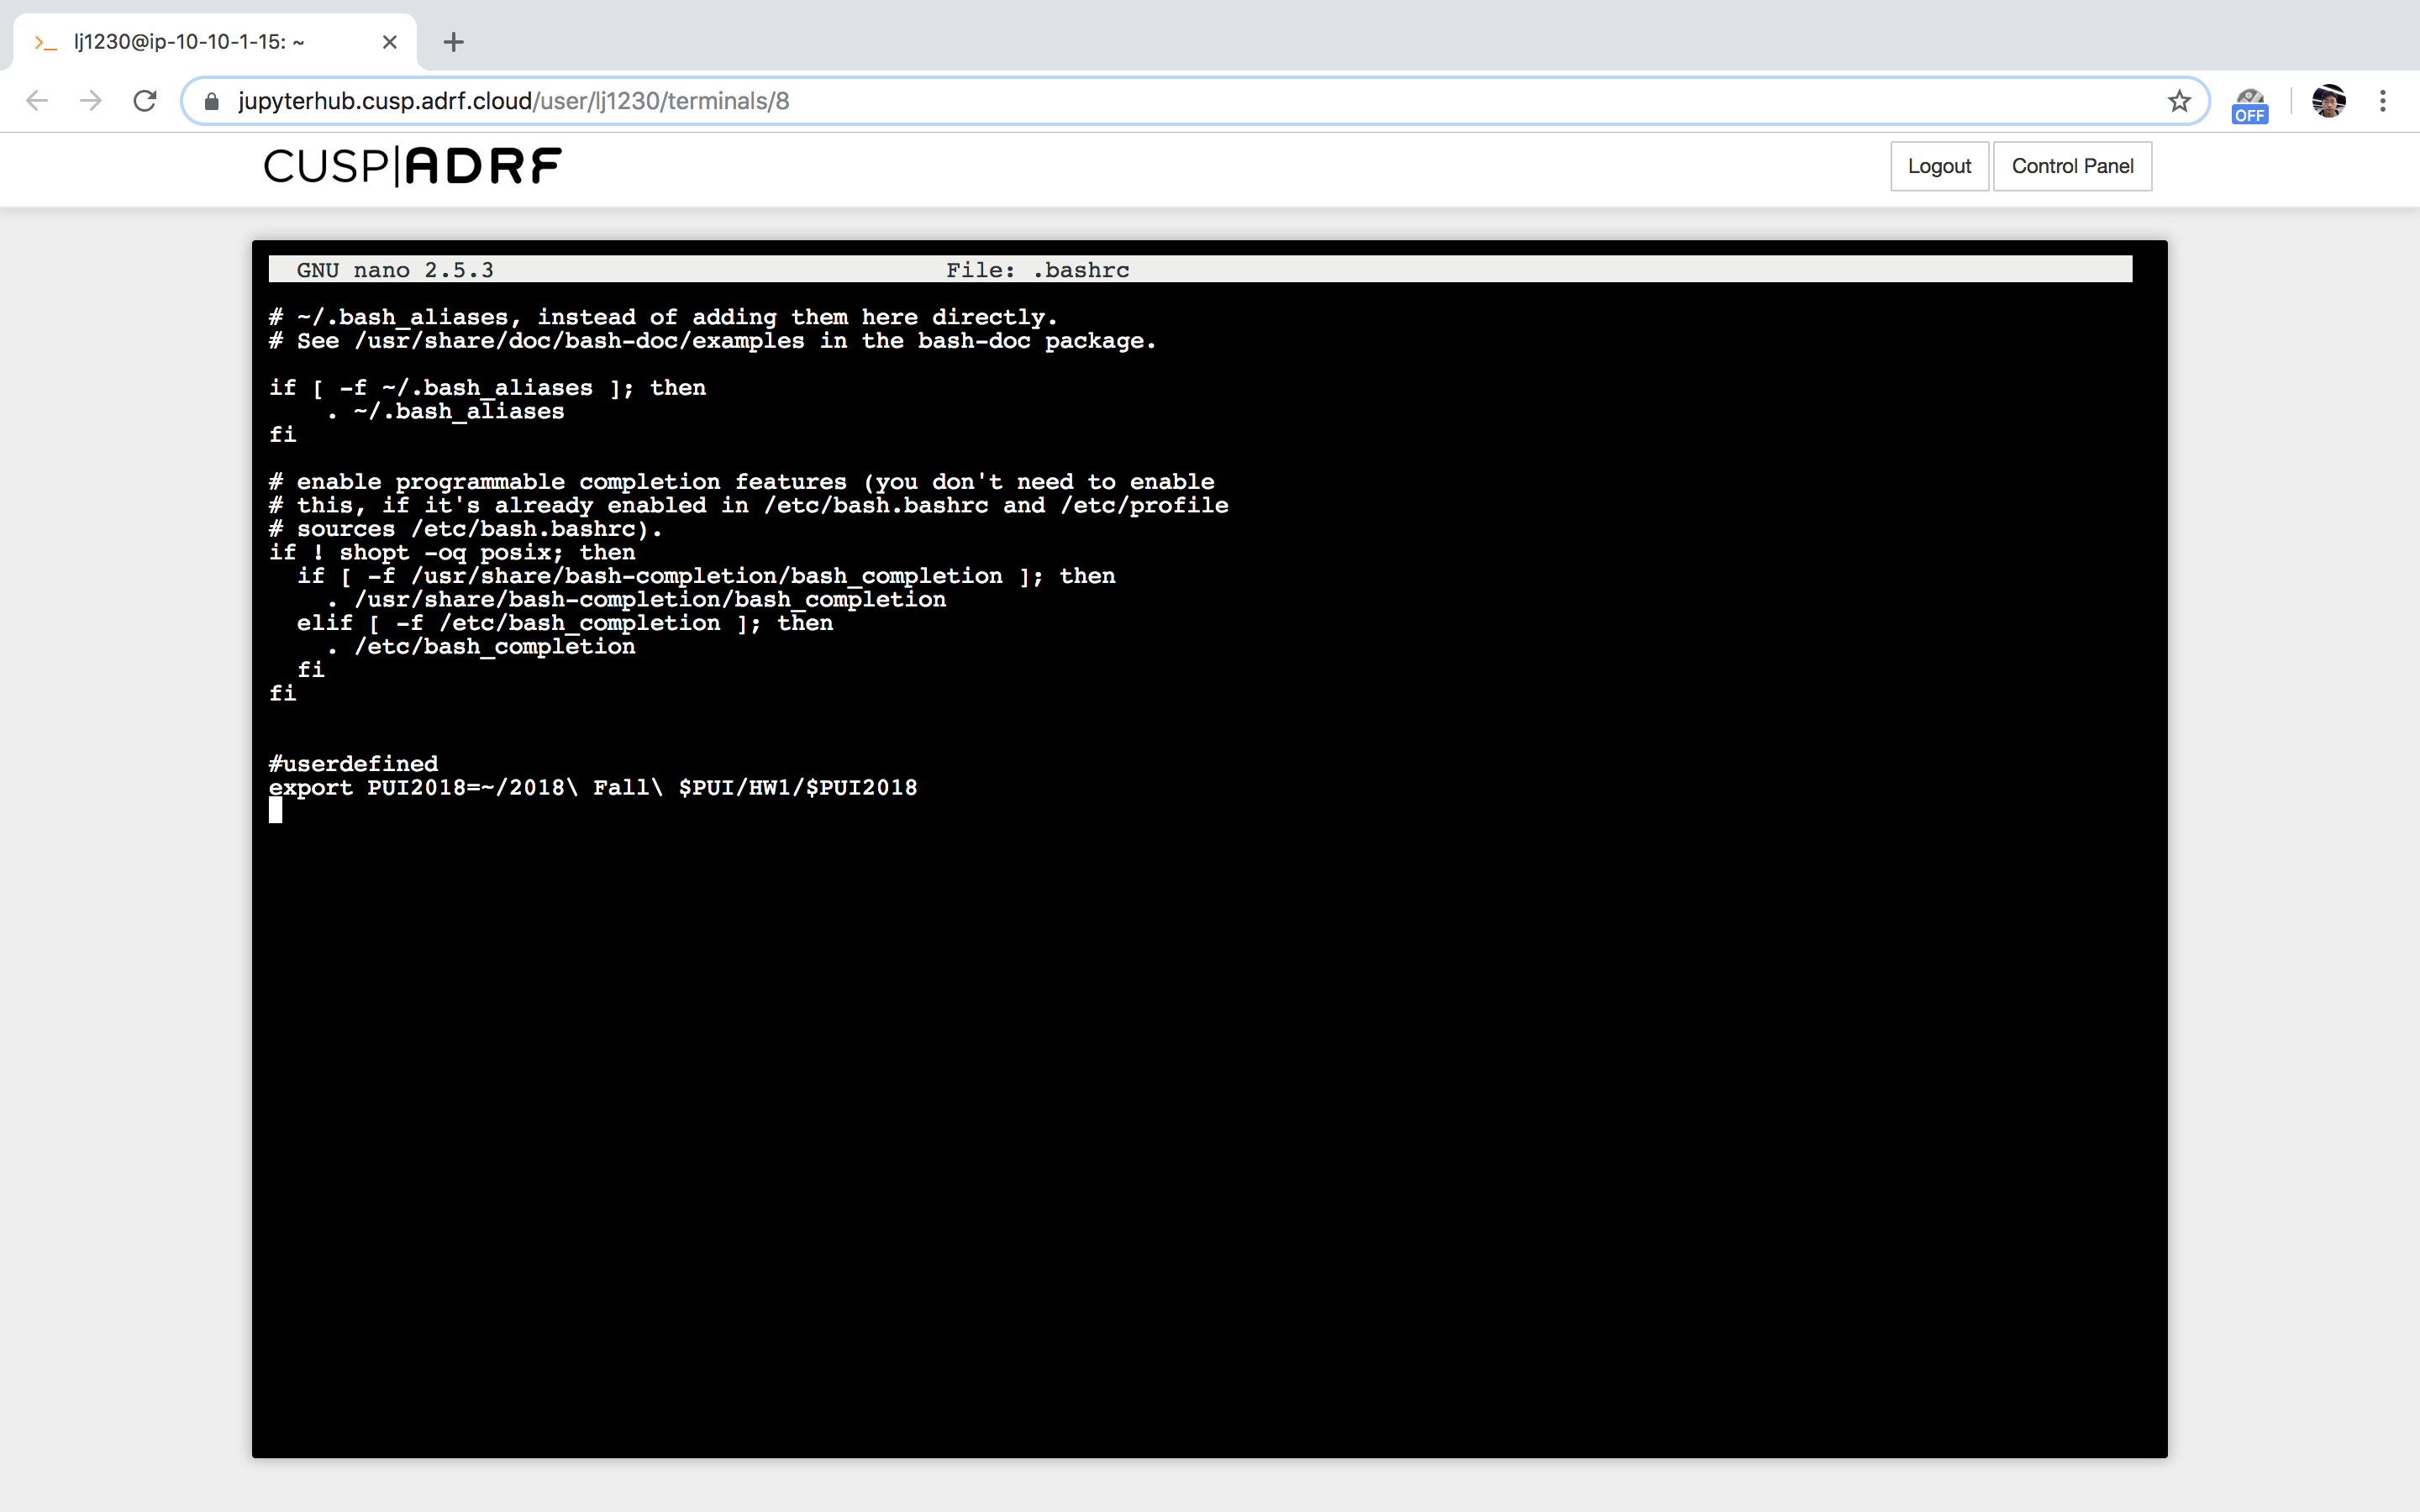 lj1230@ip-10-10-1-15: ~
jupyterhub.cusp.adrf.cloud/user/lj1230/terminals/8
OFF
CUSP|ADRF
Logout
Control Panel
GNU nano 2.5.3 File: .bashrc
# ~/.bash_aliases, instead of adding them here directly.
# See /usr/share/doc/bash-doc/examples in the bash-doc package.
if [ -f ~/.bash_aliases ]; then
. ~/.bash_aliases
fi
# enable programmable completion features (you don't need to enable
# this, if it's already enabled in /etc/bash.bashrc and /etc/profile
# sources /etc/bash.bashrc).
if ! shopt -oq posix; then
if [ -f /usr/share/bash-completion/bash_completion ]; then
. /usr/share/bash-completion/bash_completion
elif [ -f /etc/bash_completion ]; then
. /etc/bash_completion
fi
fi
#userdefined
export PUI2018=~/2018\ Fall\ $PUI/HW1/$PUI2018